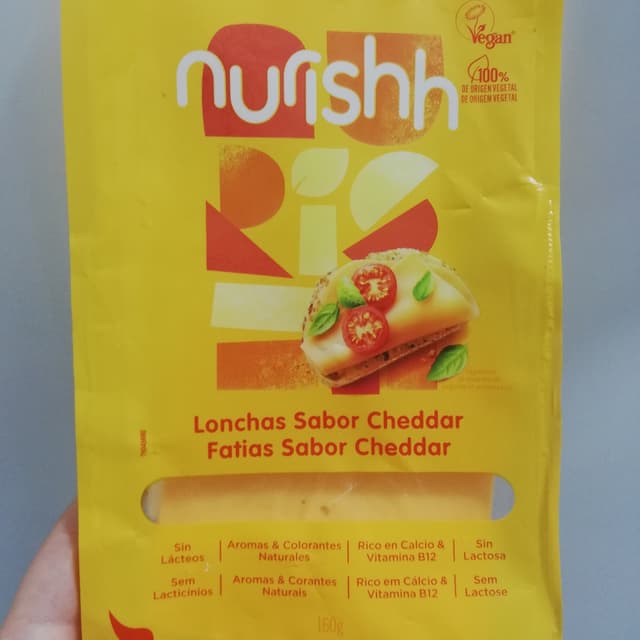 nurishh
Vegan
100%
DE ORIGEN VEGETAL
DE ORIGEM VEGETAL
Lonchas Sabor Cheddar
Fatias Sabor Cheddar
Sin
Lácteos
Aromas & Colorantes
Naturales
Rico en Calcio &
Vitamina B12
Sin
Lactosa
Sem
Lacticínios
Aromas & Corantes
Naturais
Rico em Cálcio &
Vitamina B12
Sem
Lactose
160g